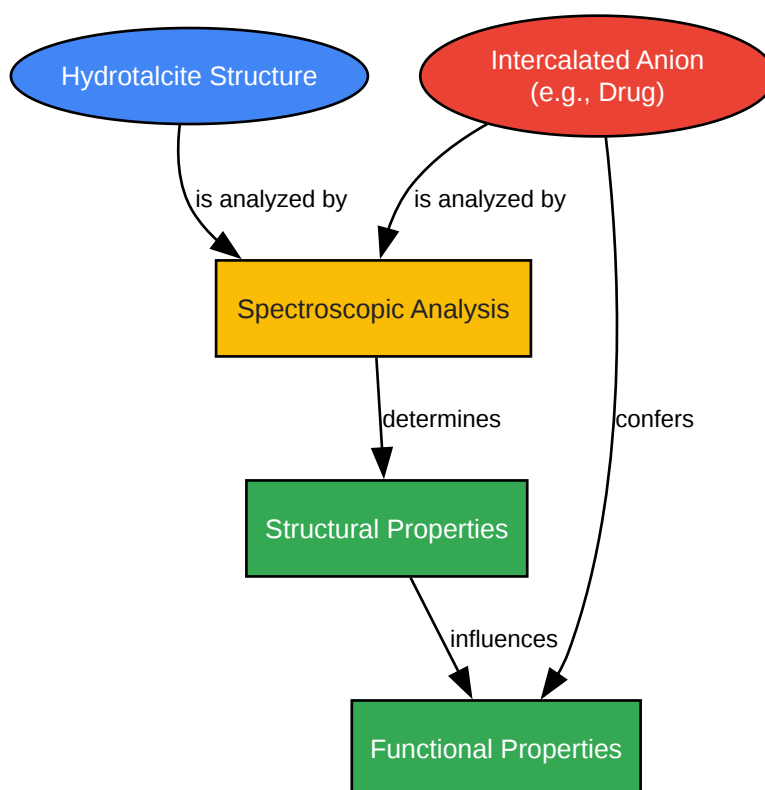 Hydrotalcite Structure
Intercalated Anion
(e.g., Drug)
is analyzed by
is analyzed by
Spectroscopic Analysis
determines
confers
Structural Properties
influences
Functional Properties